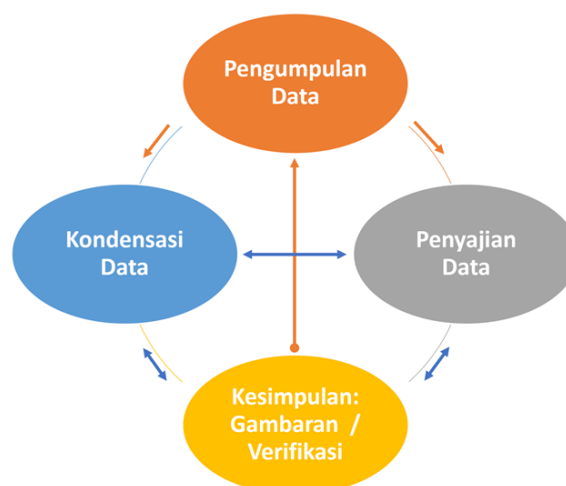 Pengumpulan
Data
Kondensasi
Data
Penyajian
Data
Kesimpulan:
Gambaran /
Verifikasi